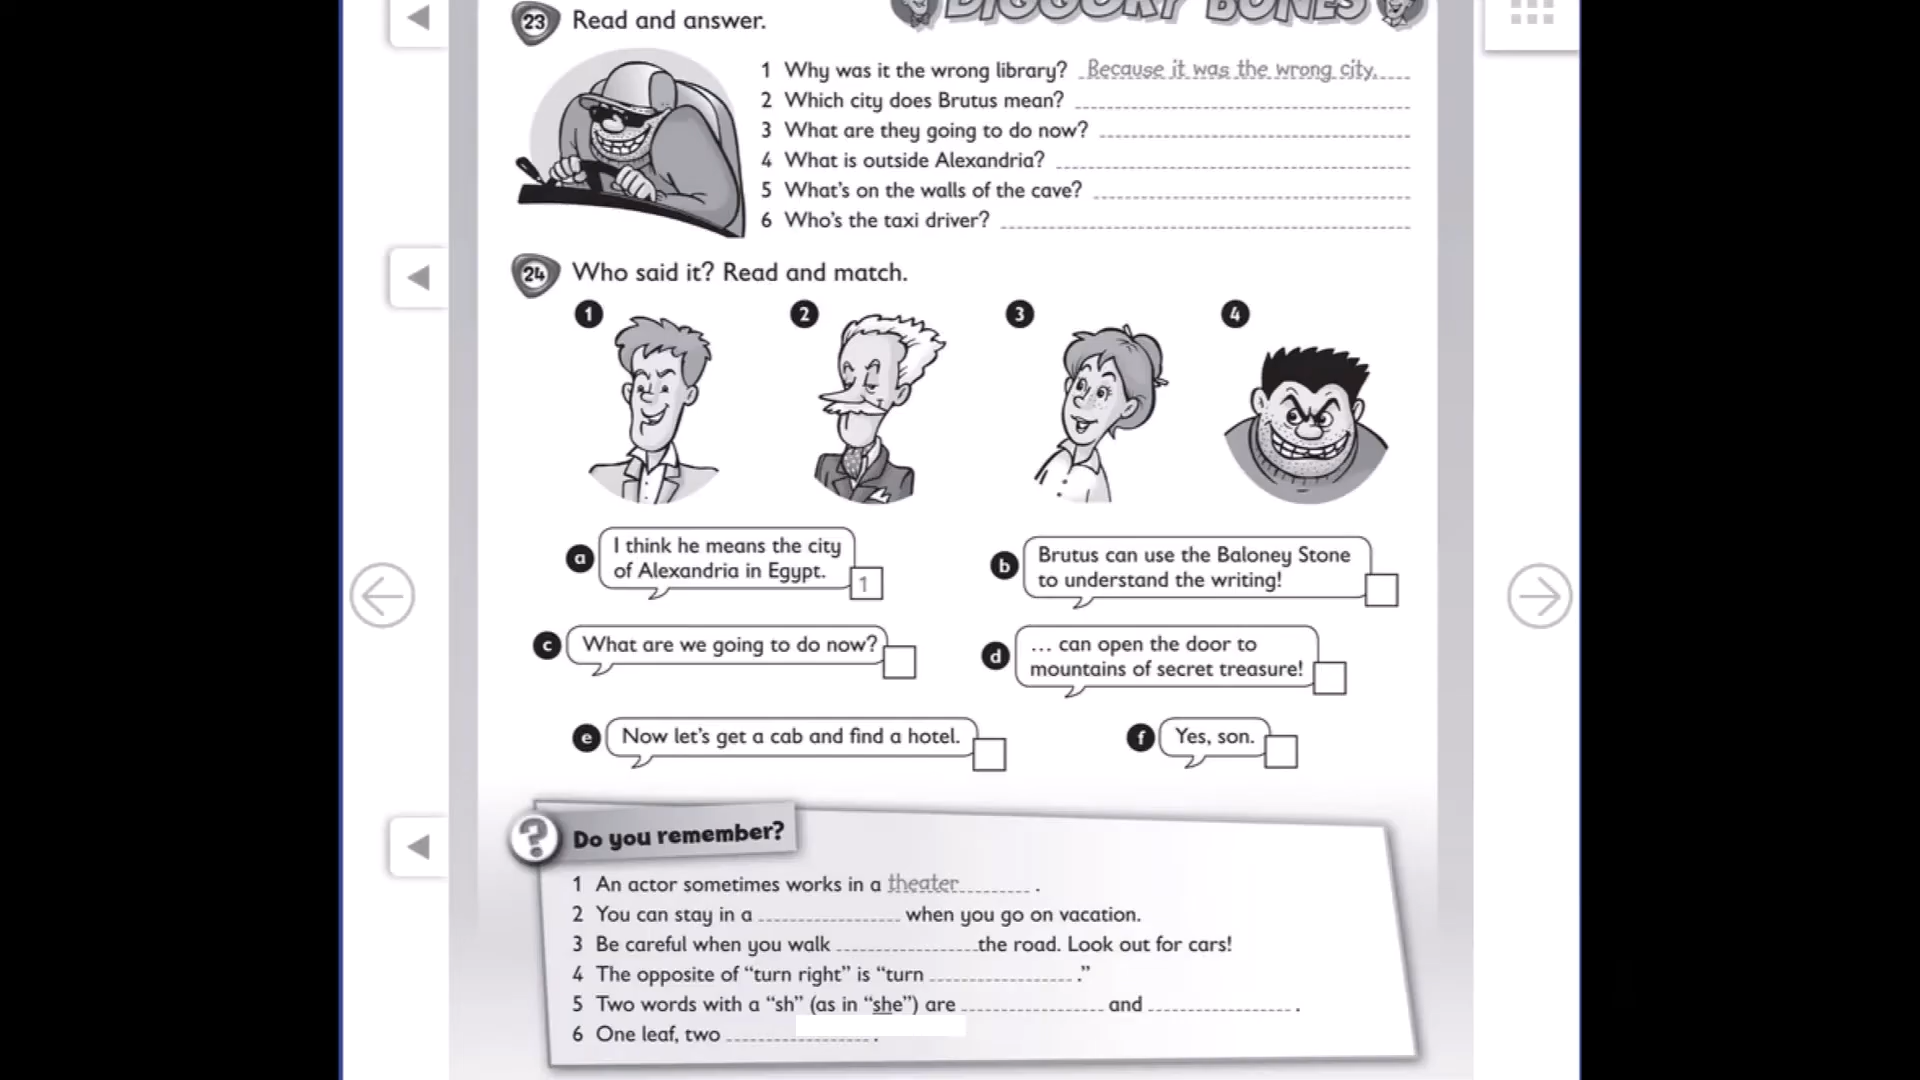 DIGGORY BONES
23 Read and answer.
1 Why was it the wrong library? Because it was the wrong city.
2 Which city does Brutus mean?
3 What are they going to do now?
4 What is outside Alexandria?
5 What's on the walls of the cave?
6 Who's the taxi driver?
24 Who said it? Read and match.
1 2 3 4
a I think he means the city
of Alexandria in Egypt. 1
b Brutus can use the Baloney Stone
to understand the writing!
c What are we going to do now?
d … can open the door to
mountains of secret treasure!
e Now let's get a cab and find a hotel.
f Yes, son.
? Do you remember?
1 An actor sometimes works in a theater .
2 You can stay in a when you go on vacation.
3 Be careful when you walk the road. Look out for cars!
4 The opposite of “turn right” is “turn .”
5 Two words with a “sh” (as in “she”) are and .
6 One leaf, two .